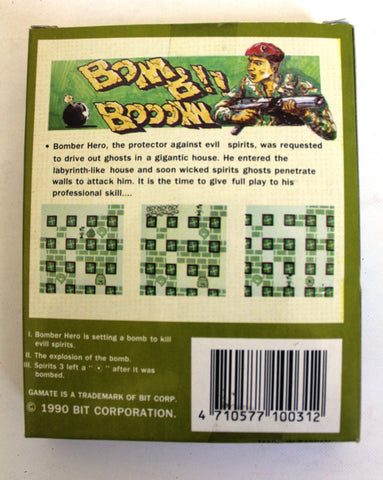 BOMB!!
BOOOM
• Bomber Hero, the protector against evil spirits, was requested
to drive out ghosts in a gigantic house. He entered the
labyrinth-like house and soon wicked spirits ghosts penetrate
walls to attack him. It is the time to give full play to his
professional skill....
I. Bomber Hero is setting a bomb to kill
evill spirits.
II. The explosion of the bomb.
III. Spirits 3 left a " ☉ " after it was
bombed.
GAMATE IS A TRADEMARK OF BIT CORP.
© 1990 BIT CORPORATION.
4 710577 100312
MADE IN TAIWAN